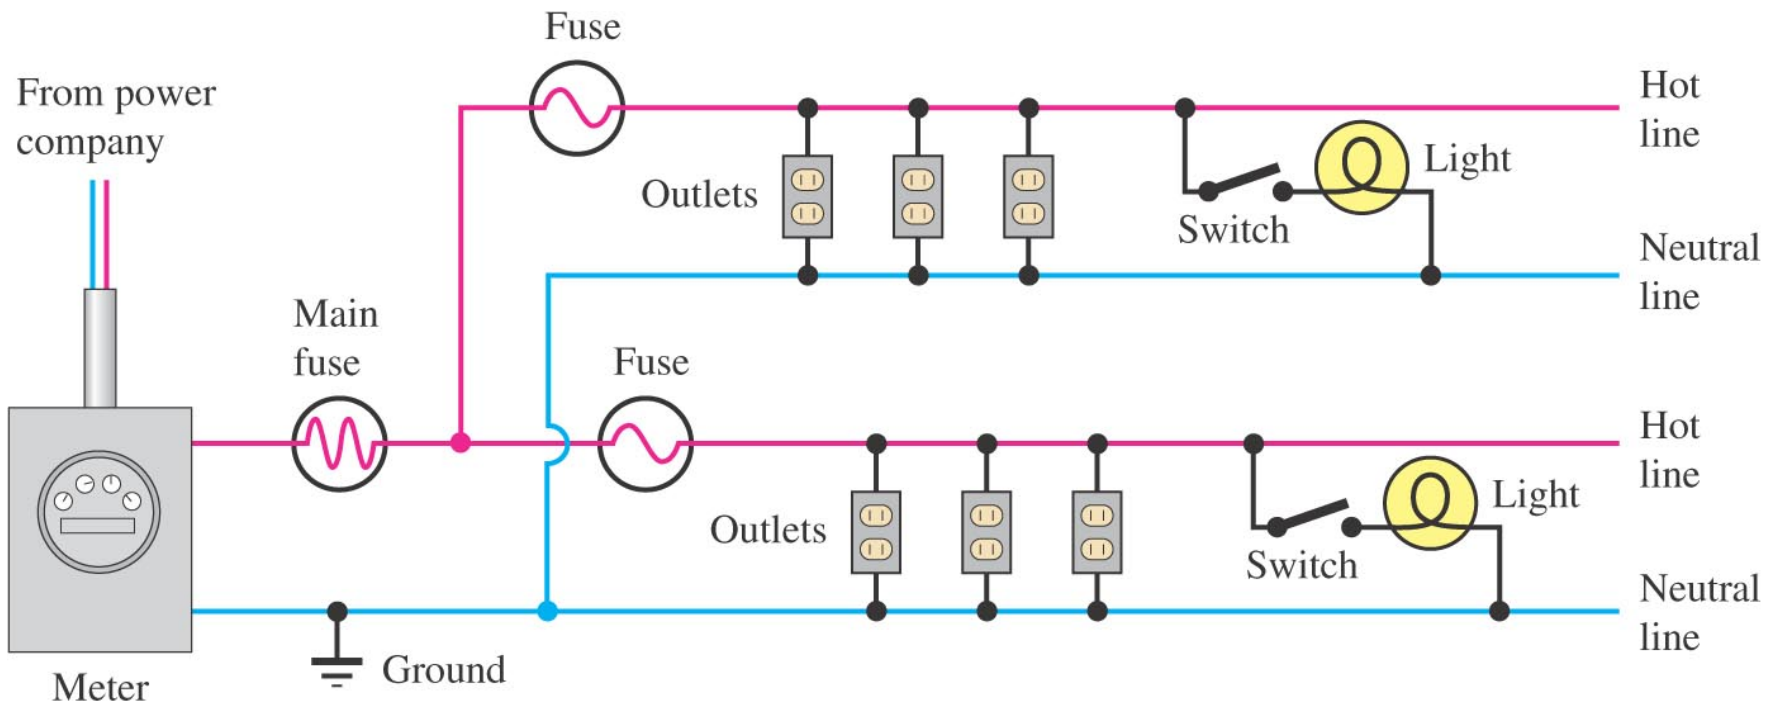 Fuse
From power
company
Hot
line
Light
Outlets
Switch
Neutral
line
Main
fuse
Fuse
Hot
line
Light
Outlets
Switch
Neutral
line
Ground
Meter